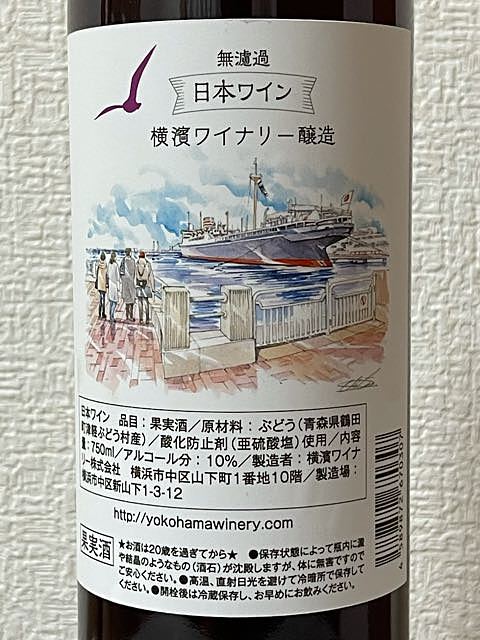 無濾過
日本ワイン
横濱ワイナリー醸造
日本ワイン 品目：果実酒／原材料：ぶどう（青森県鶴田
町津軽ぶどう村産）／酸化防止剤（亜硫酸塩）使用／内容
量：750ml／アルコール分：10%／製造者：横濱ワイナ
リー株式会社 横浜市中区山下町1番地10階／製造場：
横浜市中区新山下1-3-12
http://yokohamawinery.com
果実酒
★お酒は20歳を過ぎてから★ ●保存状態によって瓶内に澱
や結晶のようなもの（酒石）が沈殿しますが、体に無害ですので
ご安心ください。●高温、直射日光を避けて冷暗所で保存して
ください。●開栓後は冷蔵保存し、お早めにお飲みください。